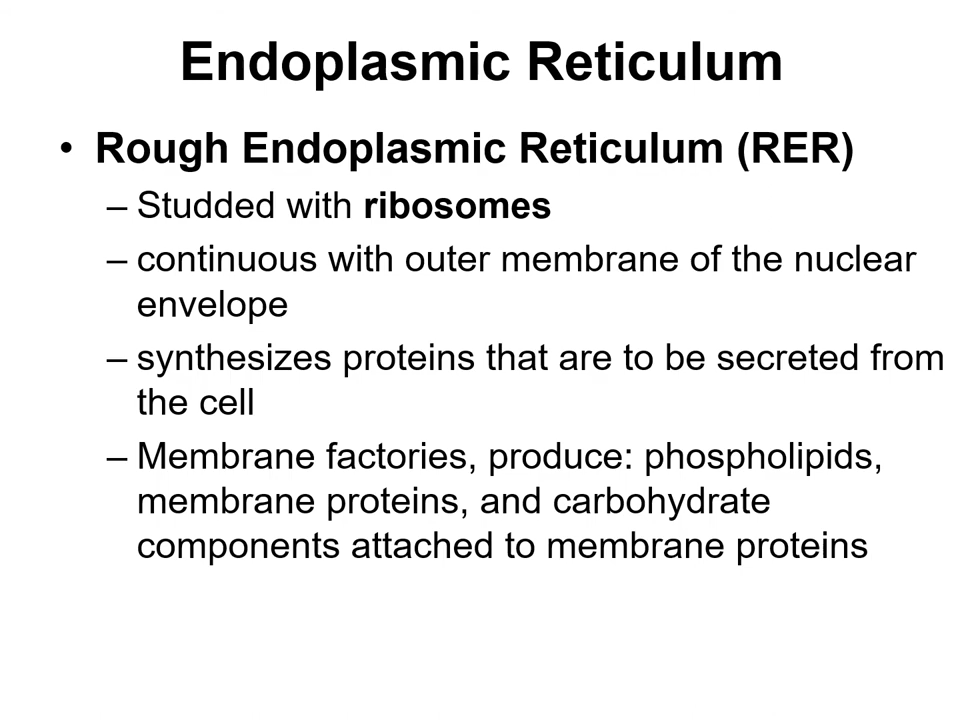 Endoplasmic Reticulum
• Rough Endoplasmic Reticulum (RER)
– Studded with ribosomes
– continuous with outer membrane of the nuclear
envelope
– synthesizes proteins that are to be secreted from
the cell
– Membrane factories, produce: phospholipids,
membrane proteins, and carbohydrate
components attached to membrane proteins